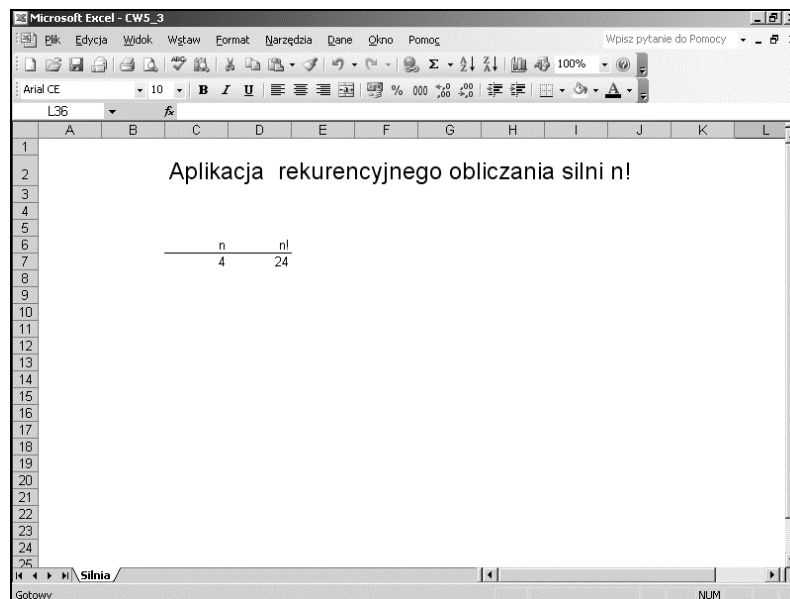 Microsoft Excel - CW5_3
Plik Edycja Widok Wstaw Format Narzędzia Dane Okno Pomoc Wpisz pytanie do Pomocy
100%
Arial CE 10 B I U % 000 A
L36 fx
A B C D E F G H I J K L
1
2 Aplikacja rekurencyjnego obliczania silni n!
3
4
5
6 n n!
7 4 24
8
9
10
11
12
13
14
15
16
17
18
19
20
21
22
23
24
25
Silnia
Gotowy NUM